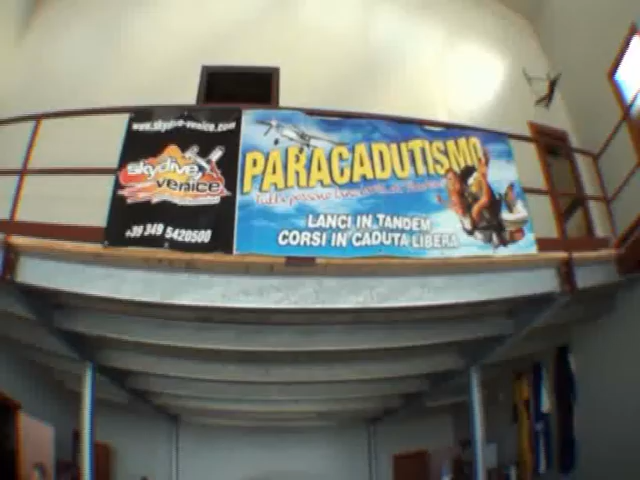 www.skydive-venice.com
skydive
venice
+39 349 5420500
PARACADUTISMO
LANCI IN TANDEM
CORSI IN CADUTA LIBERA